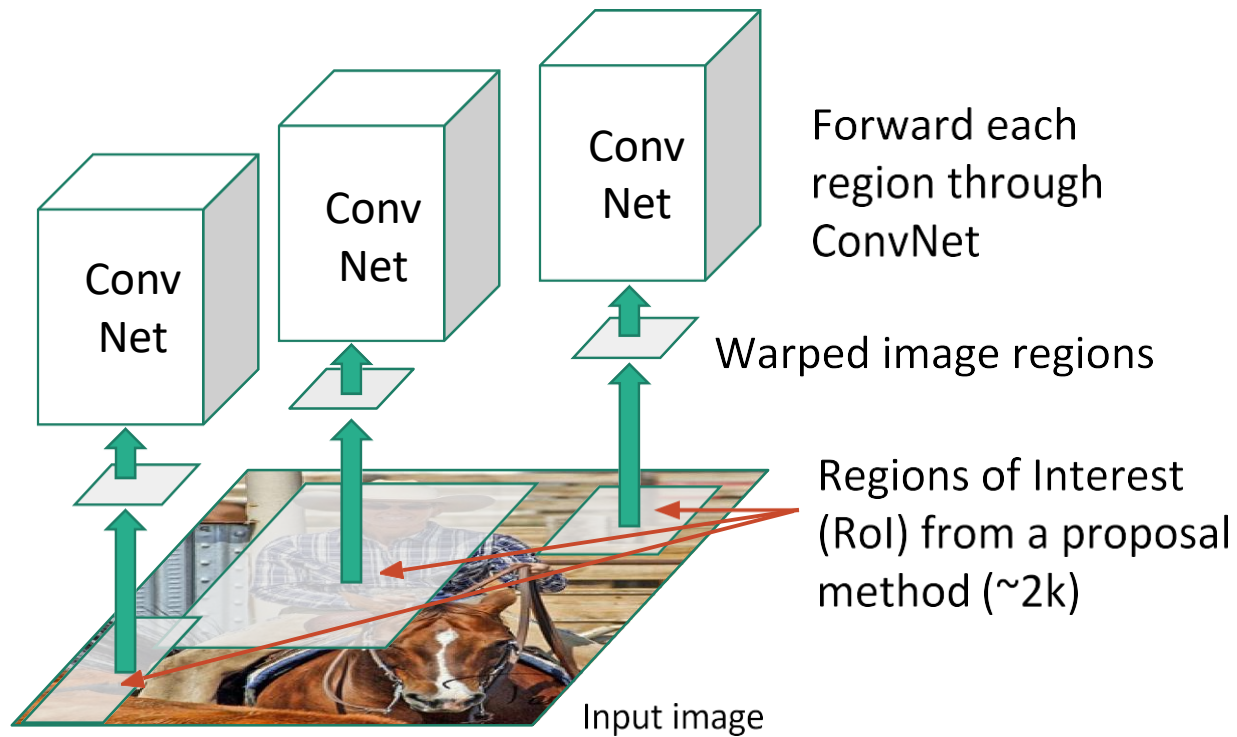 Conv
Net
Conv
Net
Conv
Net
Forward each
region through
ConvNet
Warped image regions
Regions of Interest
(RoI) from a proposal
method (~2k)
Input image